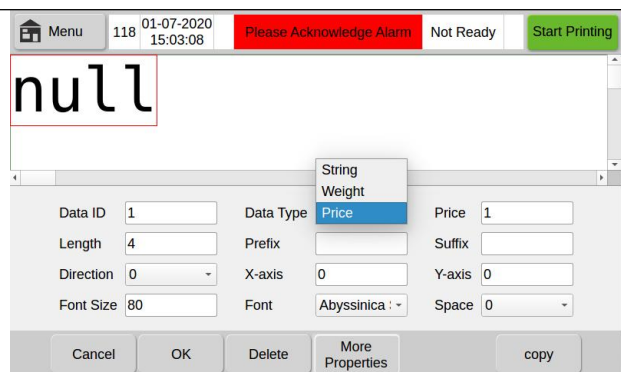 Menu 118 01-07-2020 Please Acknowledge Alarm Not Ready Start Printing
15:03:08
null
String
Weight
Data ID 1 Data Type Price Price 1
Length 4 Prefix Suffix
Direction 0 X-axis 0 Y-axis 0
Font Size 80 Font Abyssinica Space 0
Cancel OK Delete More Properties copy